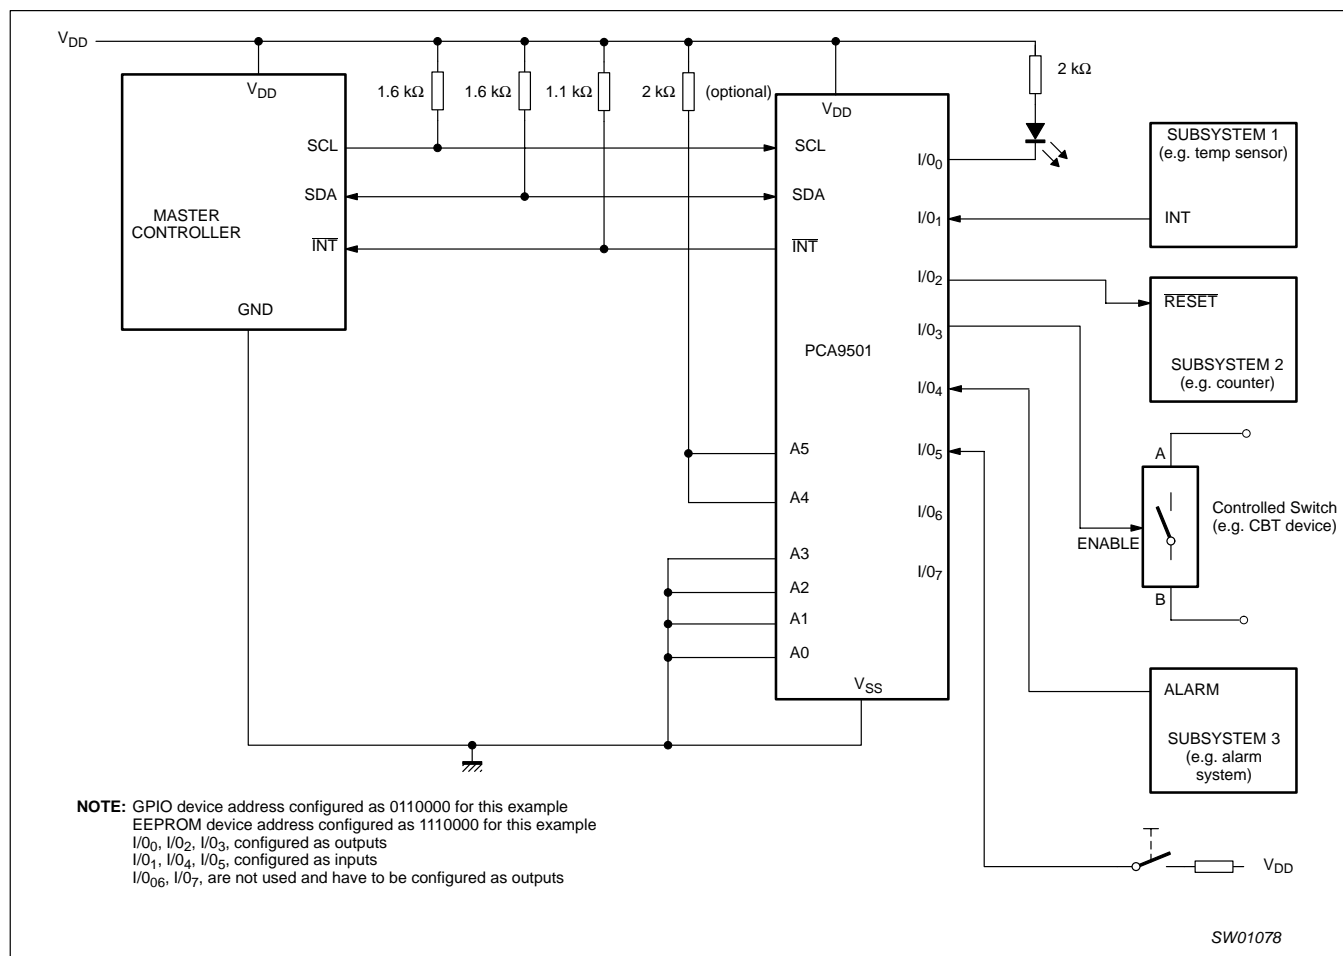 VDD
VDD
1.6 kΩ
1.6 kΩ
1.1 kΩ
2 kΩ
(optional)
VDD
2 kΩ
SCL
SDA
INT
MASTER
CONTROLLER
GND
SCL
SDA
INT
PCA9501
A5
A4
A3
A2
A1
A0
VSS
I/00
I/01
I/02
I/03
I/04
I/05
I/06
I/07
SUBSYSTEM 1
(e.g. temp sensor)
INT
RESET
SUBSYSTEM 2
(e.g. counter)
A
Controlled Switch
(e.g. CBT device)
ENABLE
B
ALARM
SUBSYSTEM 3
(e.g. alarm
system)
VDD
NOTE: GPIO device address configured as 0110000 for this example
EEPROM device address configured as 1110000 for this example
I/00, I/02, I/03, configured as outputs
I/01, I/04, I/05, configured as inputs
I/006, I/07, are not used and have to be configured as outputs
SW01078